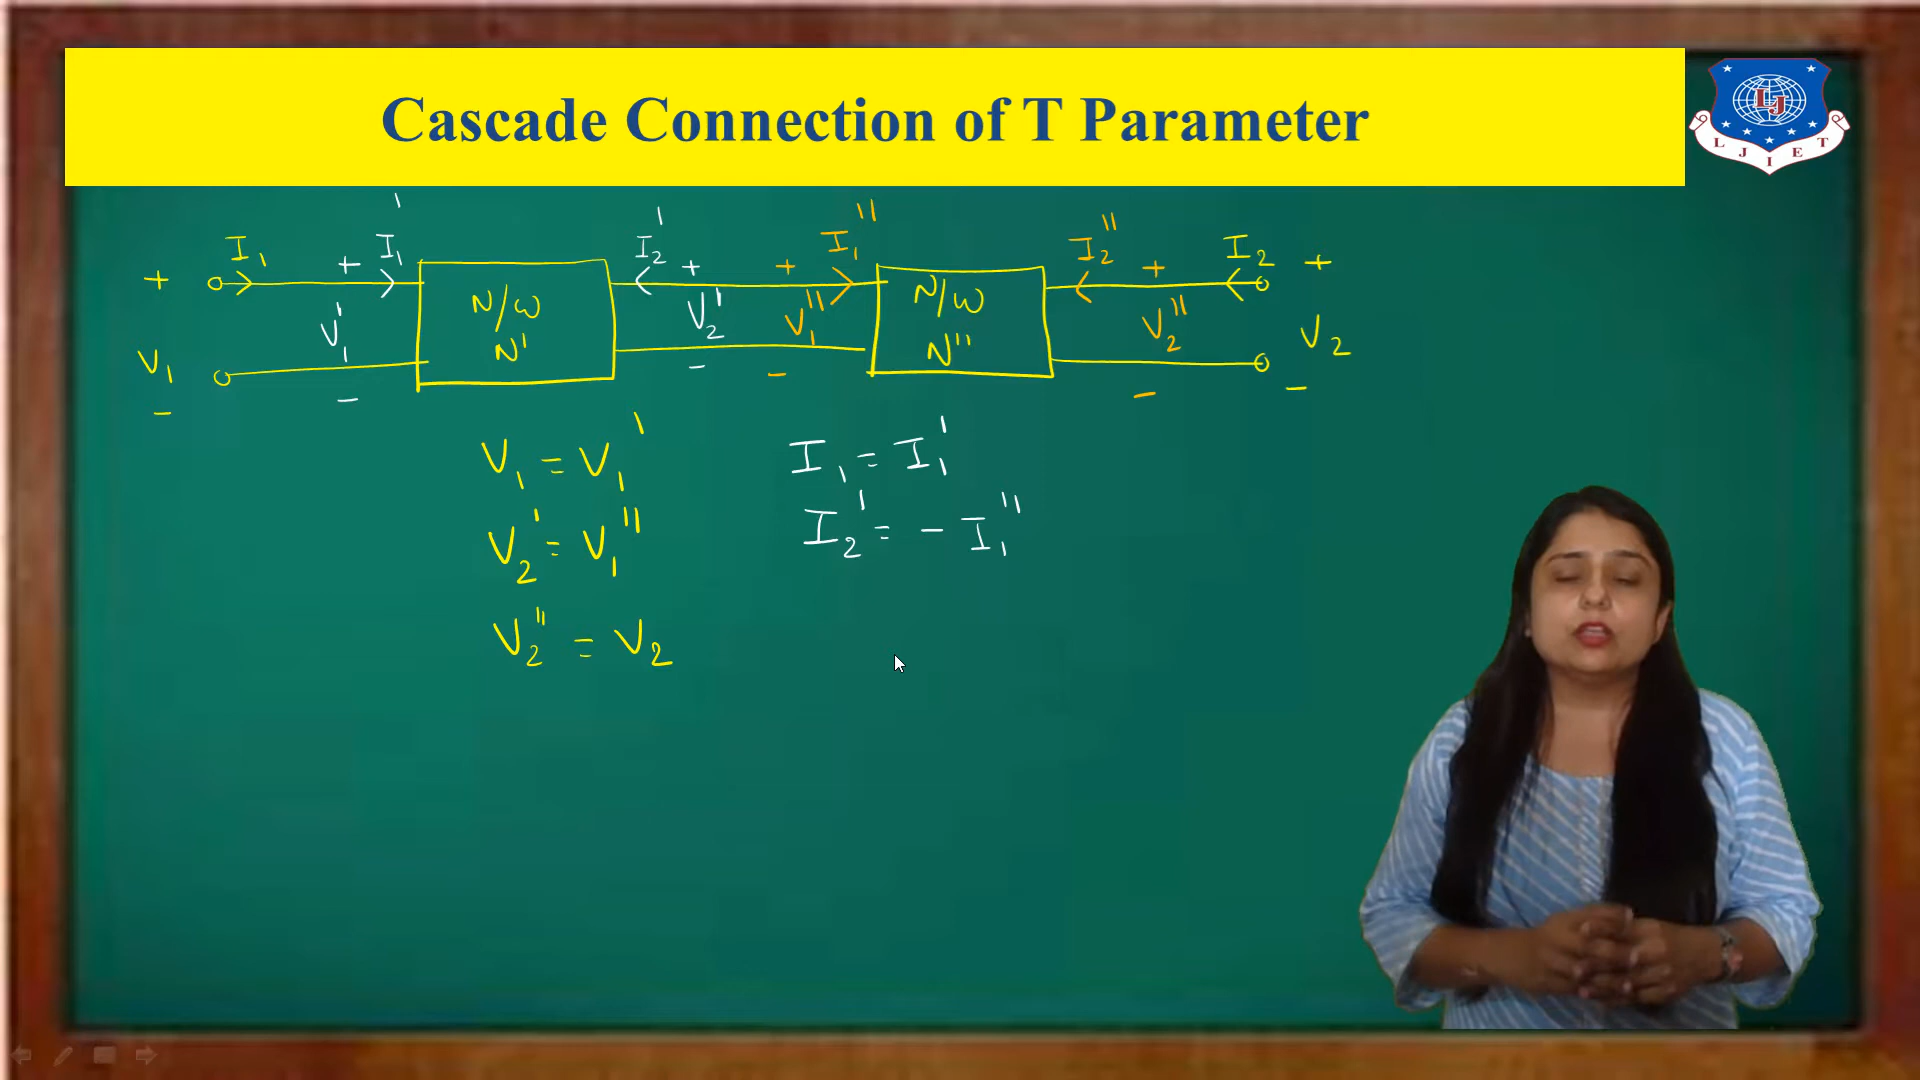 Cascade Connection of T Parameter
L J I E T
LJ
I₁ I₁' I₂' I₁'' I₂'' I₂
+ + + + + +
N/W N/W
V₁' V₂' V₁'' V₂'' V₂
N' N''
V₁
- - - - - -
V₁ = V₁' I₁ = I₁'
V₂' = V₁'' I₂' = - I₁''
V₂'' = V₂